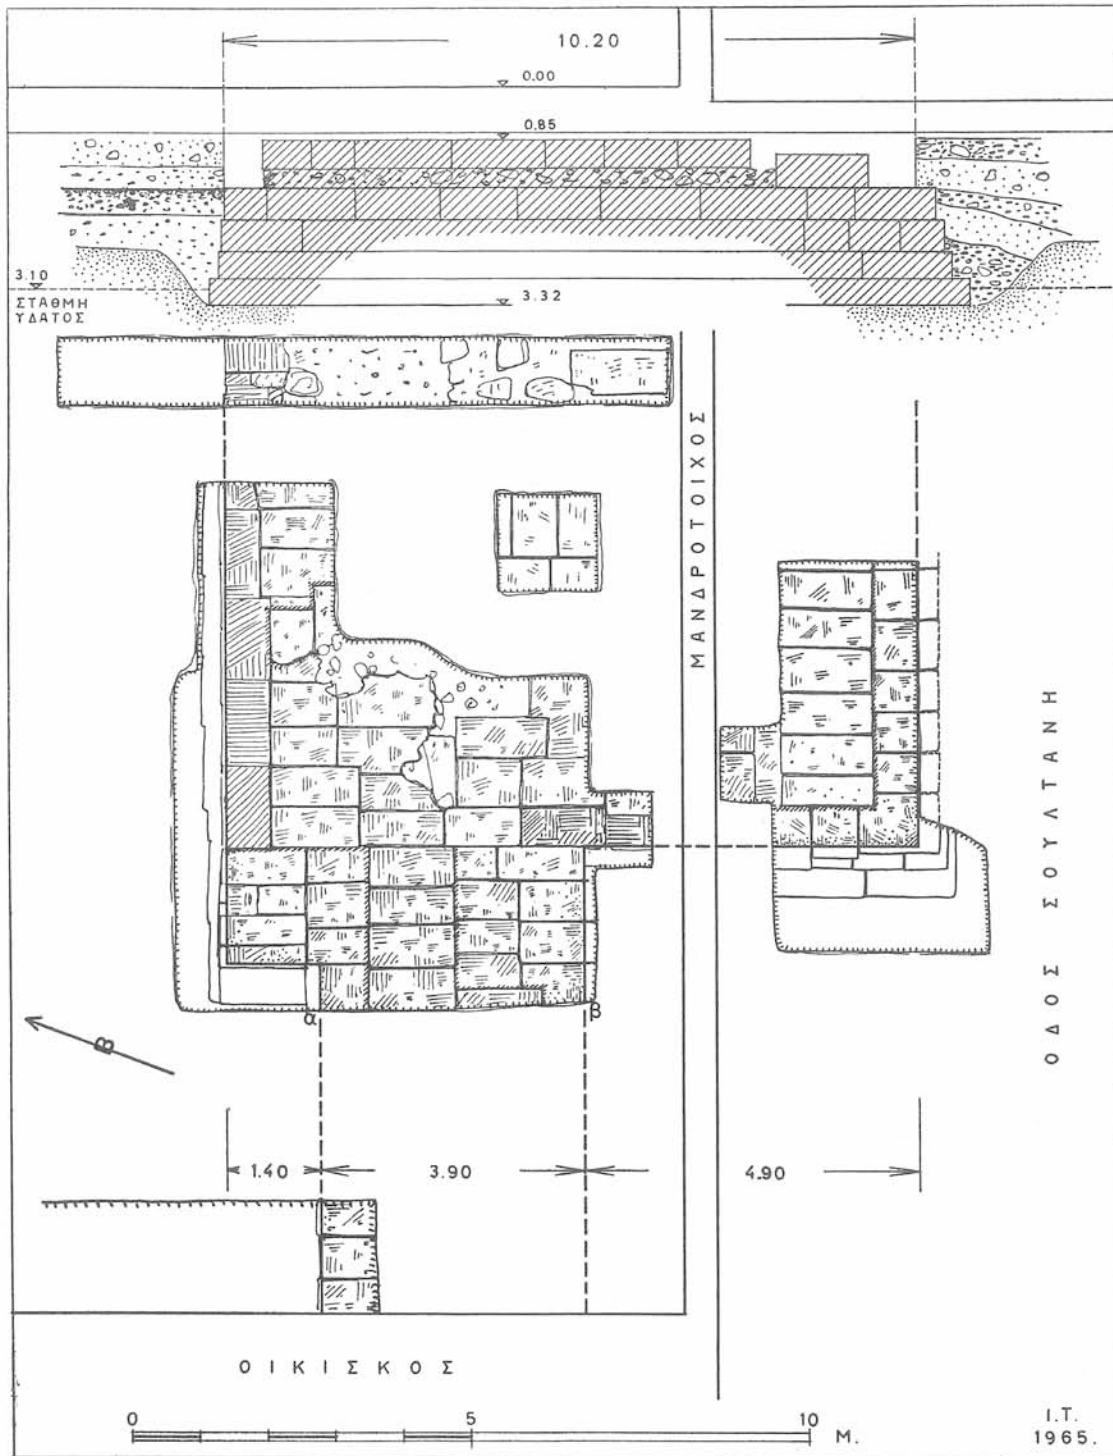 10.20
0.00
0.85
3.10
ΣΤΑΘΜΗ
ΥΔΑΤΟΣ
3.32
ΜΑΝΔΡΟΤΟΙΧΟΣ
ΟΔΟΣ ΣΟΥΛΤΑΝΗ
α β
Β
1.40 3.90 4.90
ΟΙΚΙΣΚΟΣ
0 5 10 Μ.
Ι.Τ.
1965.